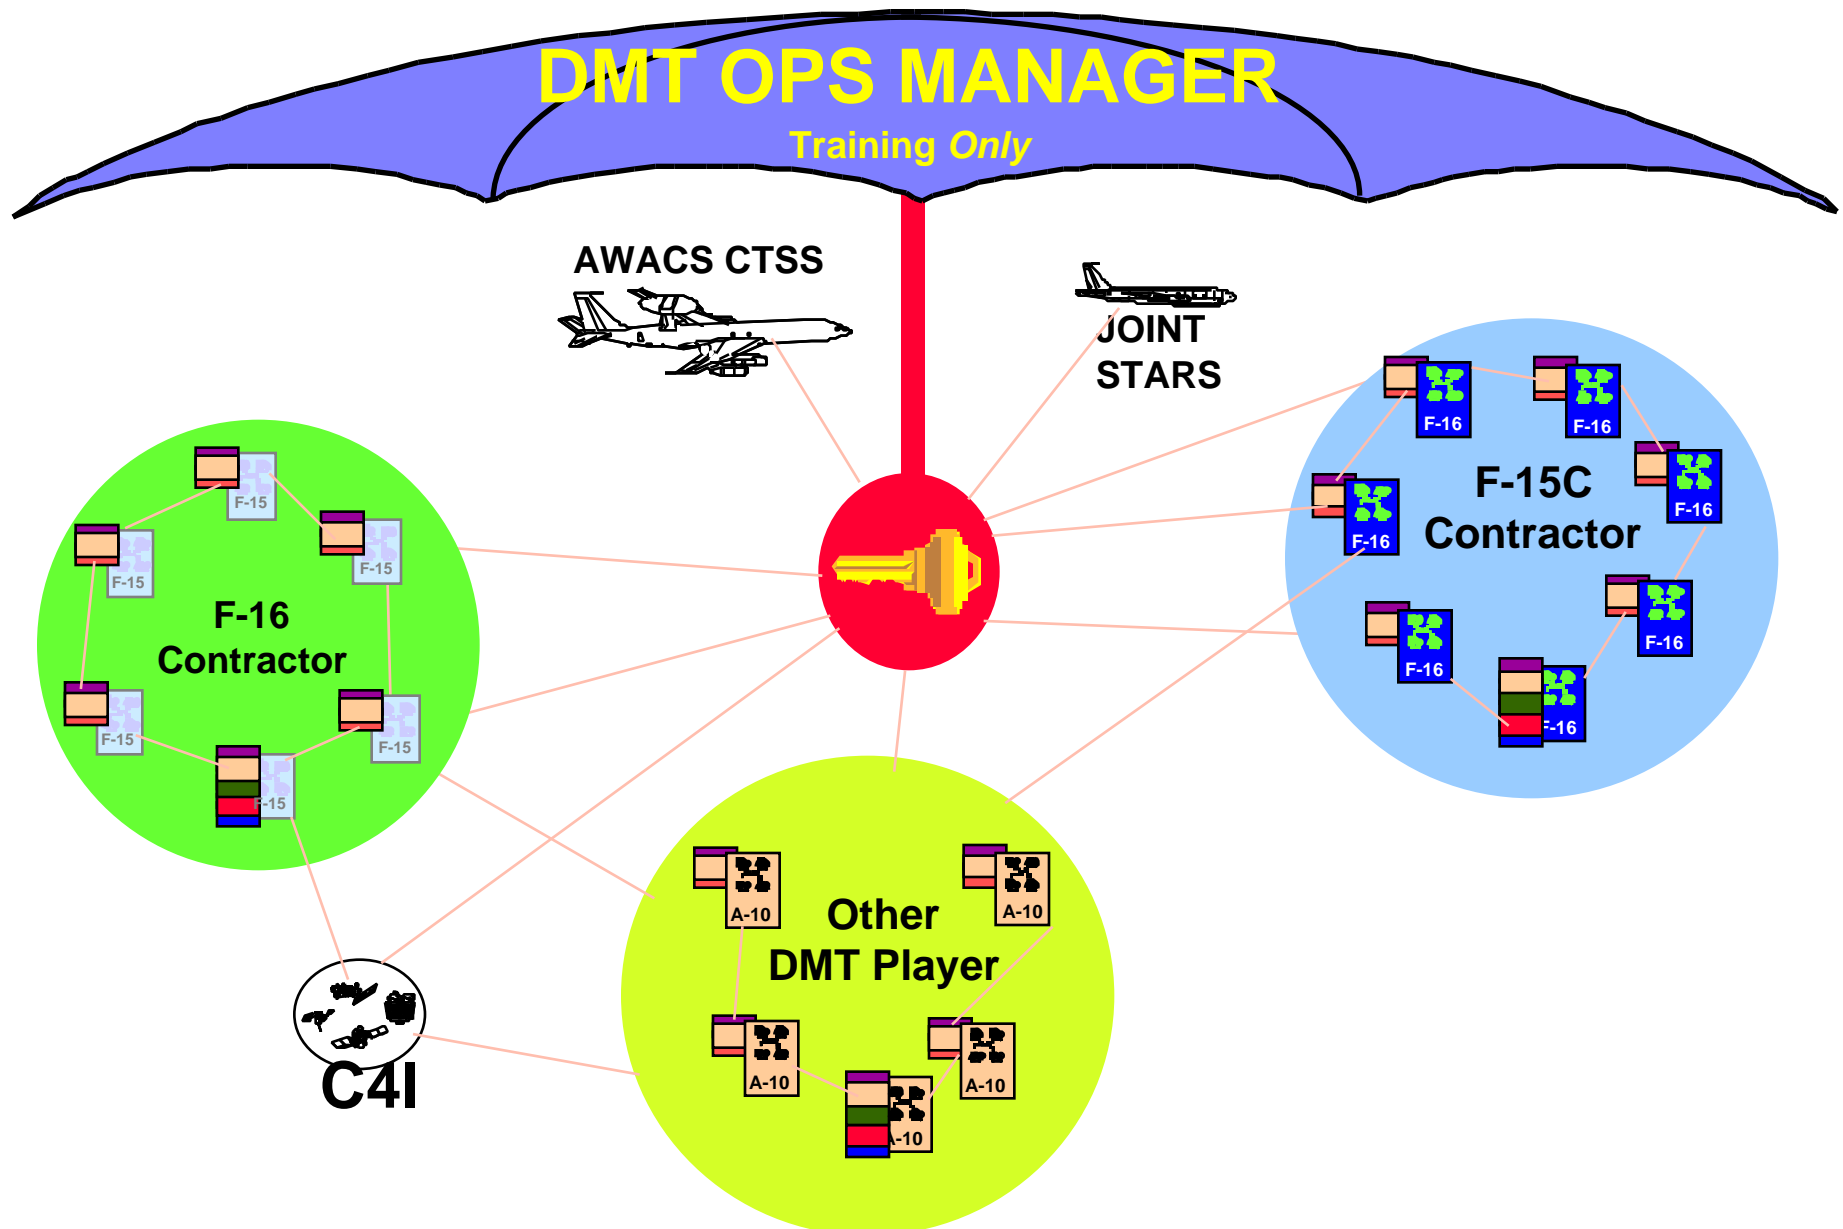 DMT OPS MANAGER
Training Only
AWACS CTSS
JOINT
STARS
F-16
F-16
F-16
F-16
F-15C
Contractor
F-16
F-16
F-16
F-15
F-15
F-15
F-16
Contractor
F-15
F-15
F-15
A-10
A-10
Other
DMT Player
A-10
A-10
A-10
C4I